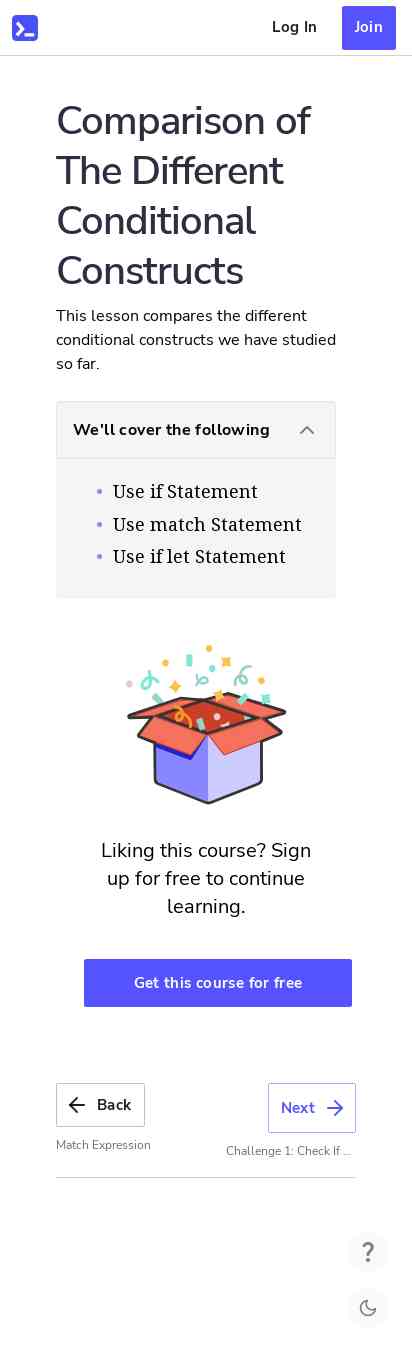 Log In
Join
Comparison of
The Different
Conditional
Constructs
This lesson compares the different
conditional constructs we have studied
so far.
We'll cover the following
Use if Statement
Use match Statement
Use if let Statement
Liking this course? Sign
up for free to continue
learning.
Get this course for free
Back
Next
Match Expression
Challenge 1: Check If ...
?